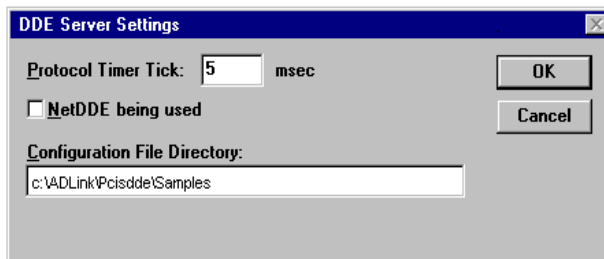 DDE Server Settings
Protocol Timer Tick: 5 msec
OK
NetDDE being used
Cancel
Configuration File Directory:
c:\ADLink\Pcisdde\Samples